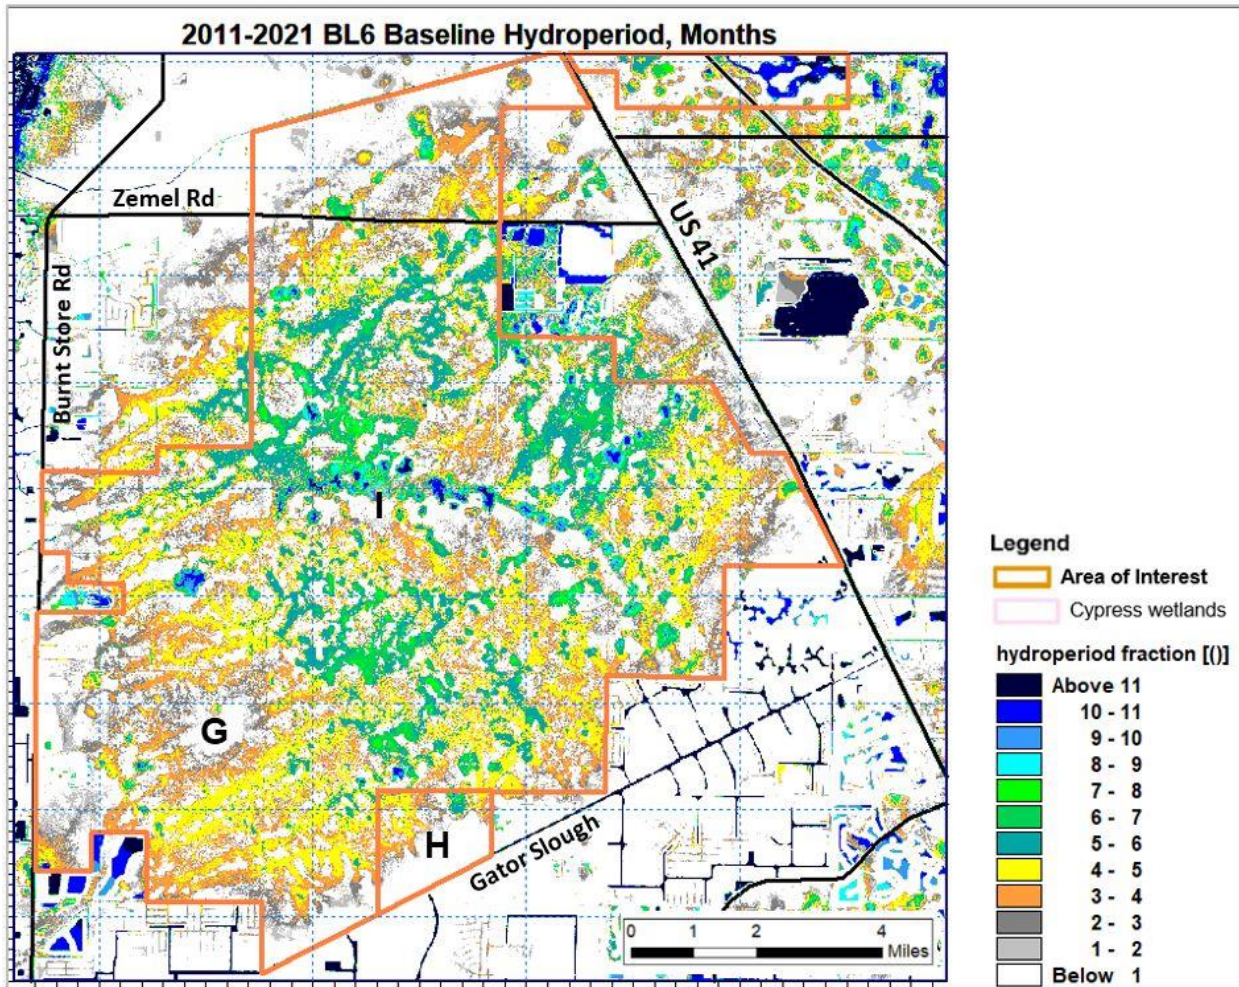 2011-2021 BL6 Baseline Hydroperiod, Months
Zemel Rd
US 41
Burnt Store Rd
I
G
H
Gator Slough
0 1 2 4
Miles
Legend
Area of Interest
Cypress wetlands
hydroperiod fraction [()]
Above 11
10 - 11
9 - 10
8 - 9
7 - 8
6 - 7
5 - 6
4 - 5
3 - 4
2 - 3
1 - 2
Below 1